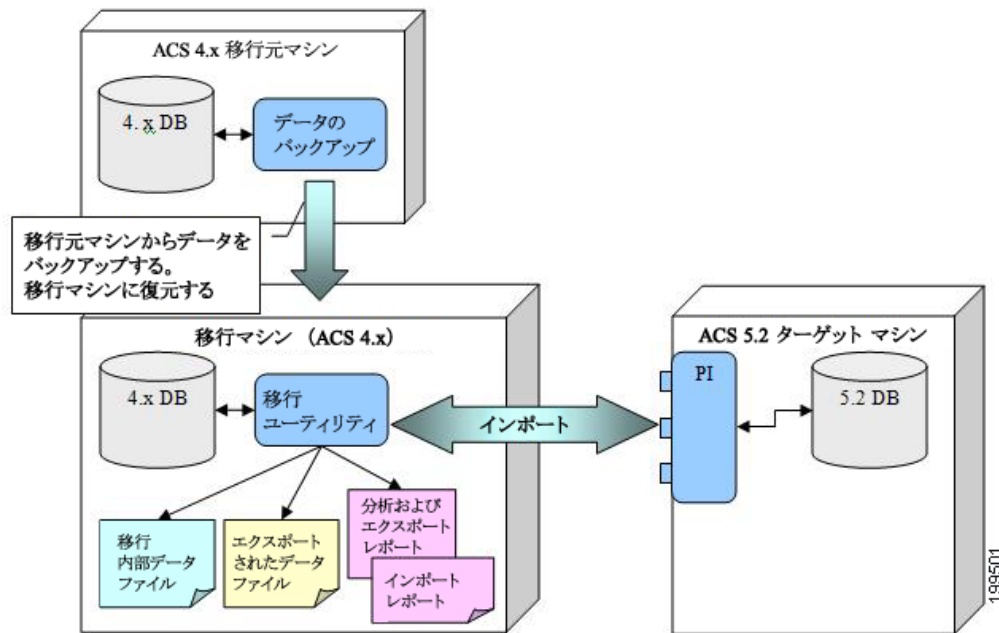 ACS 4.x 移行元マシン
4. x DB
データの
バックアップ
移行元マシンからデータを
バックアップする。
移行マシンに復元する
移行マシン (ACS 4.x)
4.x DB
移行
ユーティリティ
インポート
ACS 5.2 ターゲット マシン
PI
5.2 DB
移行
内部データ
ファイル
エクスポート
されたデータ
ファイル
分析および
エクスポート
レポート
インポート
レポート
199501